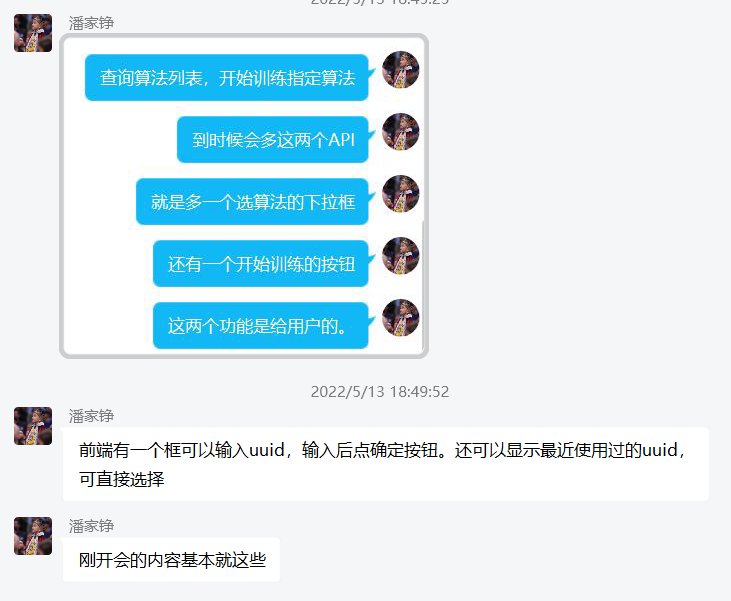 2022/5/13 18:45:25
潘家铮
查询算法列表，开始训练指定算法
到时候会多这两个API
就是多一个选算法的下拉框
还有一个开始训练的按钮
这两个功能是给用户的。
2022/5/13 18:49:52
潘家铮
前端有一个框可以输入uuid，输入后点确定按钮。还可以显示最近使用过的uuid，
可直接选择
潘家铮
刚开会的内容基本就这些